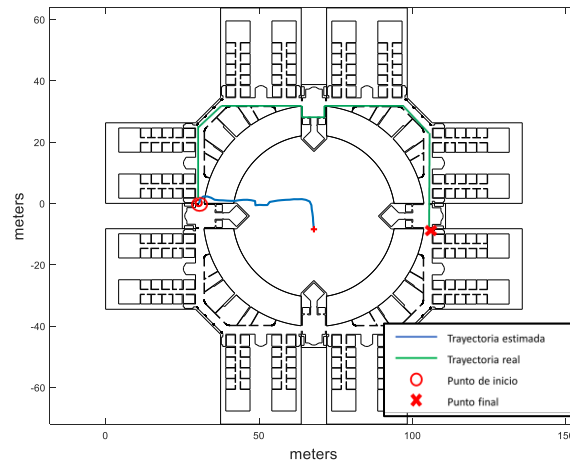 60
40
20
0
-20
-40
-60
meters
0
50
100
150
meters
Trayectoria estimada
Trayectoria real
Punto de inicio
Punto final